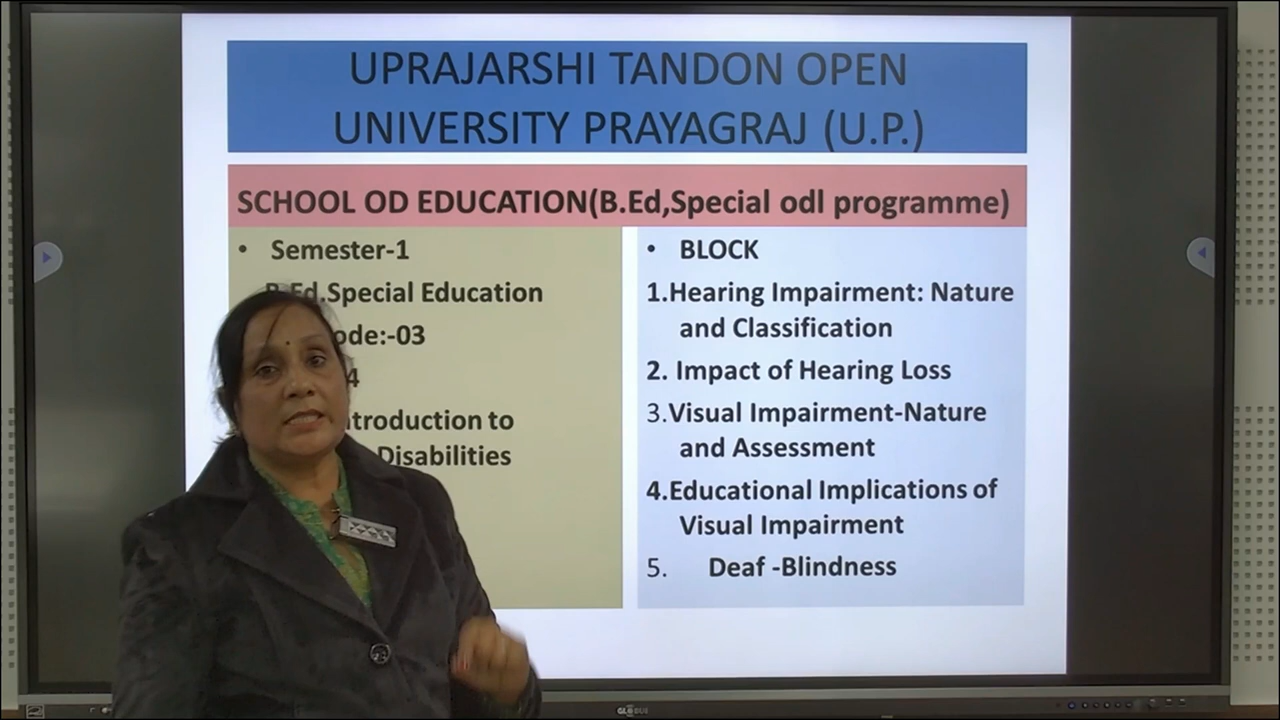 UPRAJARSHI TANDON OPEN
UNIVERSITY PRAYAGRAJ (U.P.)
SCHOOL OD EDUCATION(B.Ed,Special odl programme)
• Semester-1
B.Ed.Special Education
ode:-03
4
ntroduction to
Disabilities
• BLOCK
1.Hearing Impairment: Nature
and Classification
2. Impact of Hearing Loss
3.Visual Impairment-Nature
and Assessment
4.Educational Implications of
Visual Impairment
5. Deaf -Blindness
GLOBUS